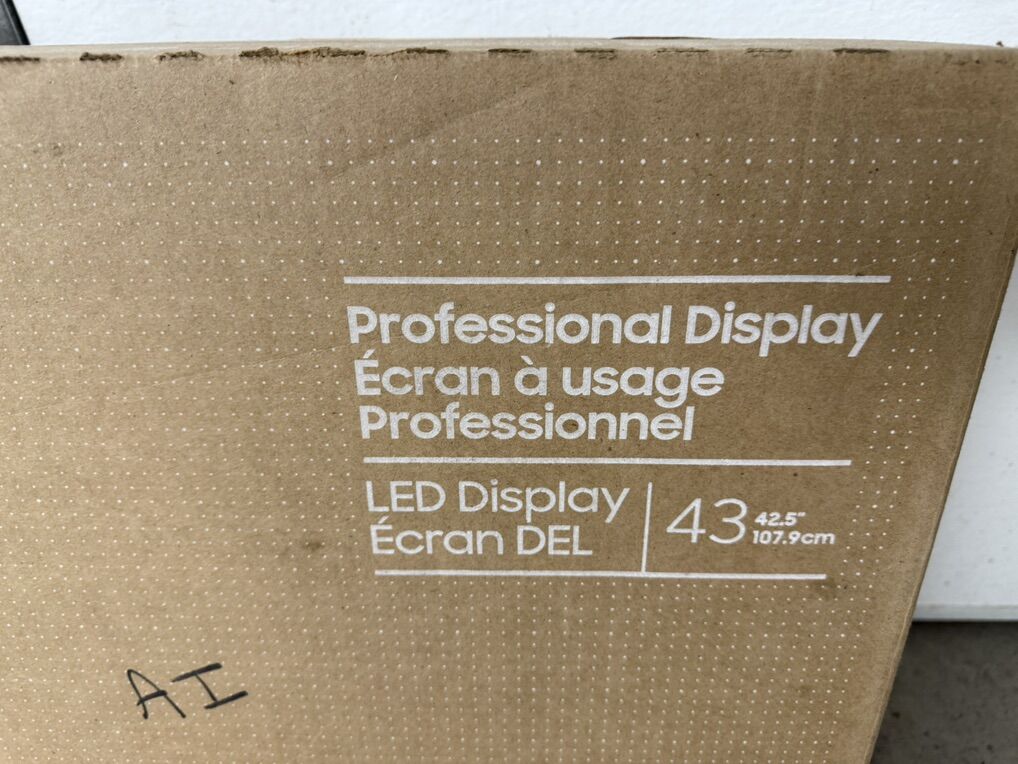 Professional Display
Écran à usage
Professionnel
LED Display
Écran DEL
43
42.5"
107.9cm
AI